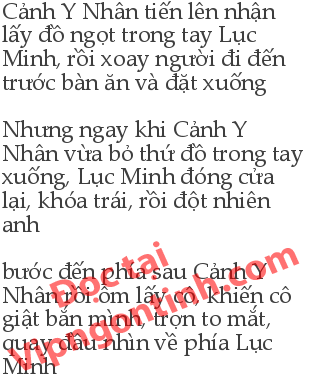 Cảnh Y Nhân tiến lên nhận
lấy đồ ngọt trong tay Lục
Minh, rồi xoay người đi đến
trước bàn ăn và đặt xuống
Nhưng ngay khi Cảnh Y
Nhân vừa bỏ thứ đồ trong tay
xuống, Lục Minh đóng cửa
lại, khóa trái, rồi đột nhiên
anh
bước đến phía sau Cảnh Y
Nhân rồi ôm lấy cô, khiến cô
giật bắn mình, trợn to mắt,
quay đầu nhìn về phía Lục
Minh
Đọc tại
Vipngontinh.com